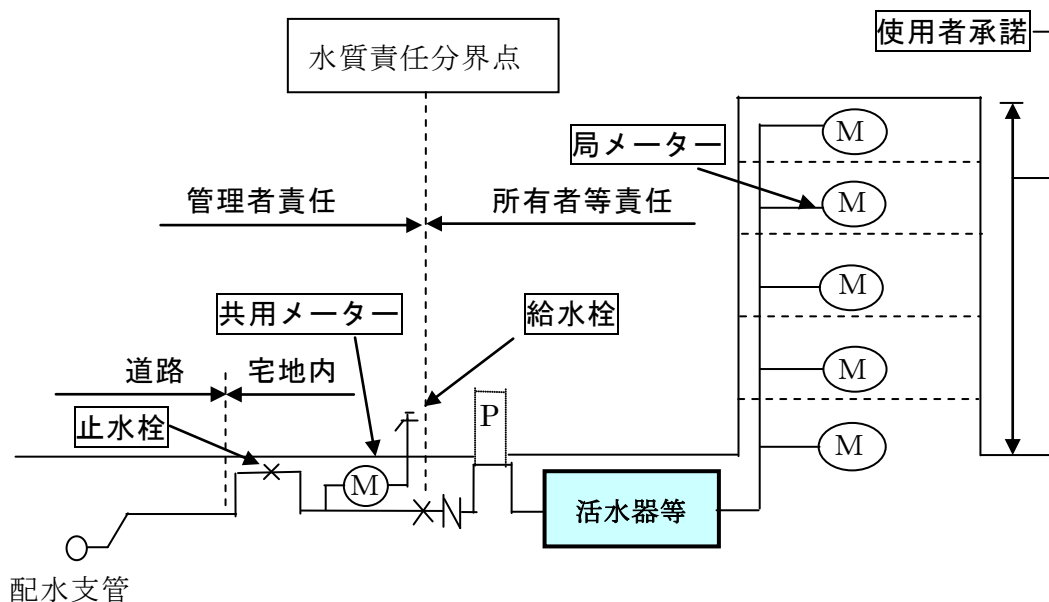 使用者承諾
水質責任分界点
M
局メーター
管理者責任
所有者等責任
M
M
共用メーター
給水栓
道路
宅地内
M
止水栓
P
M
M
活水器等
配水支管